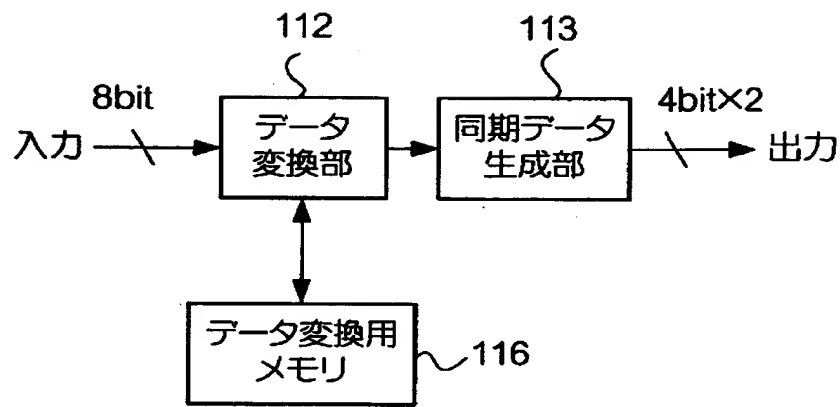 112
113
8bit
4bit×2
入力
データ
変換部
同期データ
生成部
出力
データ変換用
メモリ
116